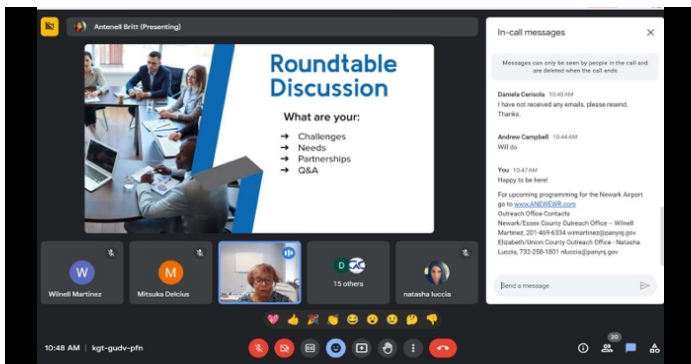 Antenell Britt (Presenting)
Roundtable
Discussion
What are your:
→ Challenges
→ Needs
→ Partnerships
→ Q&A
In-call messages
Messages can only be seen by people in the call and
are deleted when the call ends
Daniela Cerisola 10:40 AM
I have not received any emails, please resend.
Thanks.
Andrew Campbell 10:44 AM
Will do
You 10:47 AM
Happy to be here!
For upcoming programming for the Newark Airport
go to www.ANEWEWR.com
Outreach Office Contacts
Newark/Essex County Outreach Office – Wilnell
Martinez, 201-469-6334 wmartinez@panynj.gov
Elizabeth/Union County Outreach Office - Natasha
Luccia, 732-258-1801 nluccia@panynj.gov
Send a message
W
Wilnell Martinez
M
Mitsuka Delcius
D
CAC
15 others
natasha luccia
10:48 AM | kgt-gudv-pfn
20